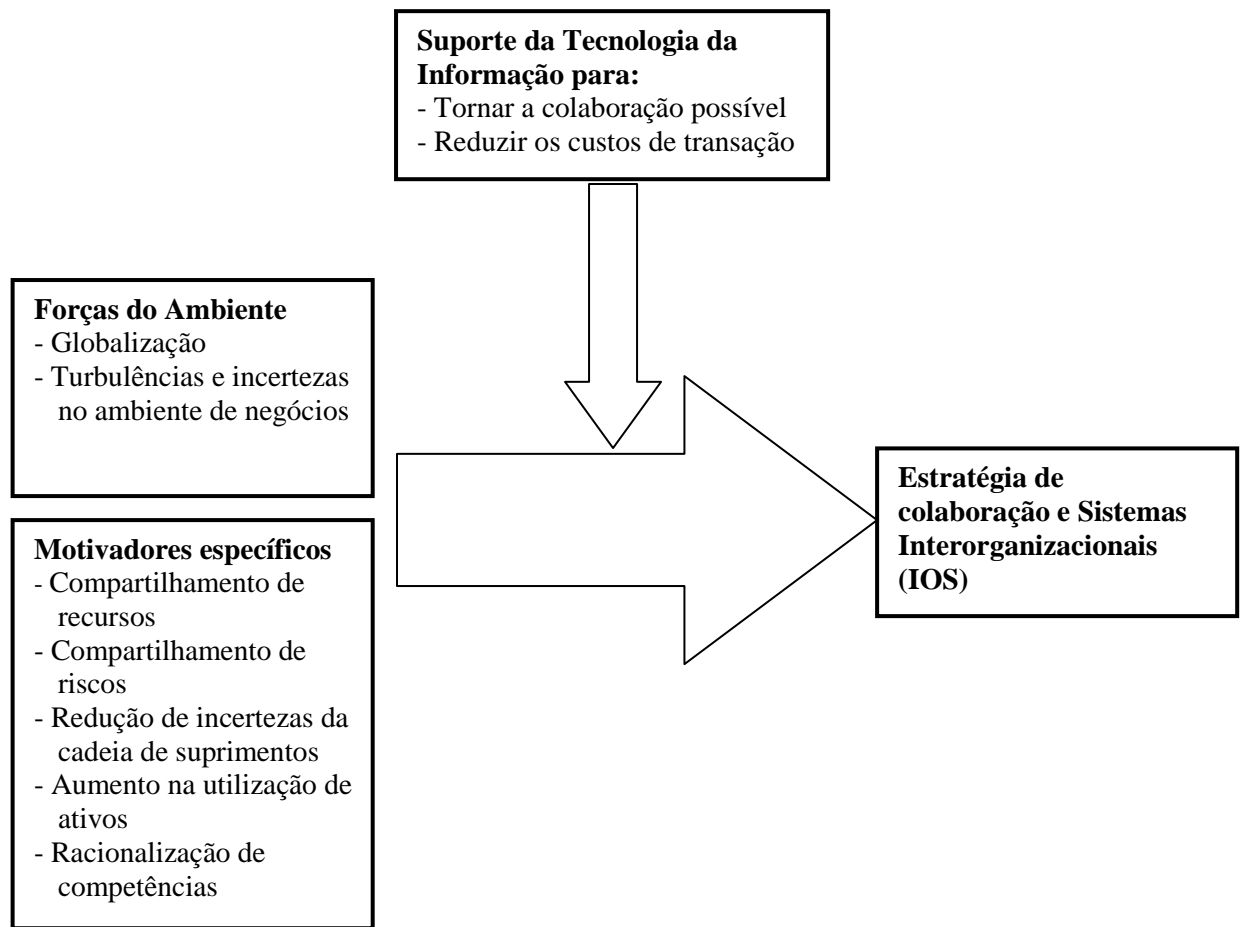 Suporte da Tecnologia da
Informação para:
- Tornar a colaboração possível
- Reduzir os custos de transação
Forças do Ambiente
- Globalização
- Turbulências e incertezas
no ambiente de negócios
Motivadores específicos
- Compartilhamento de
recursos
- Compartilhamento de
riscos
- Redução de incertezas da
cadeia de suprimentos
- Aumento na utilização de
ativos
- Racionalização de
competências
Estratégia de
colaboração e Sistemas
Interorganizacionais
(IOS)